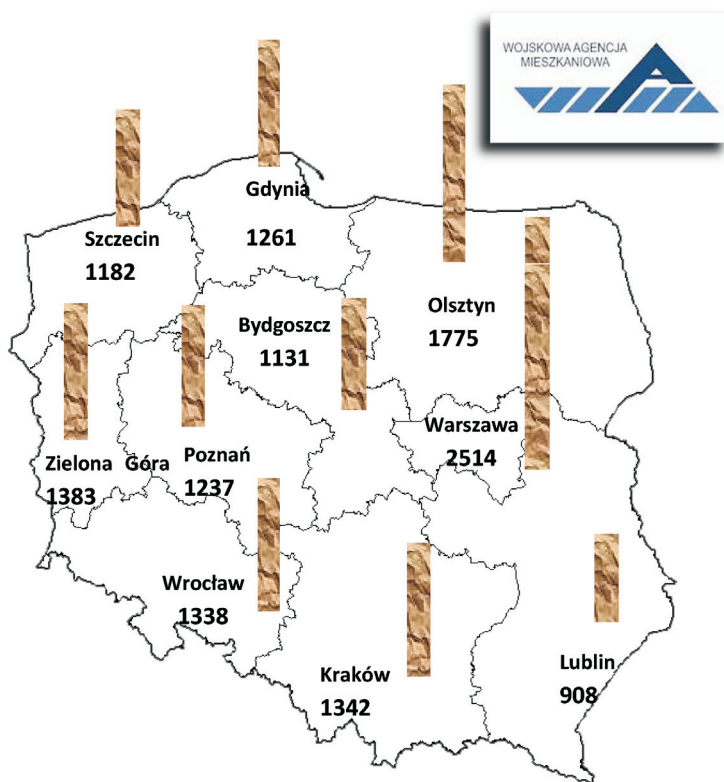 WOJSKOWA AGENCJA
MIESZKANIOWA
Gdynia
1261
Szczecin
1182
Olsztyn
1775
Bydgoszcz
1131
Warszawa
2514
Zielona Góra
1383
Poznań
1237
Wrocław
1338
Kraków
1342
Lublin
908